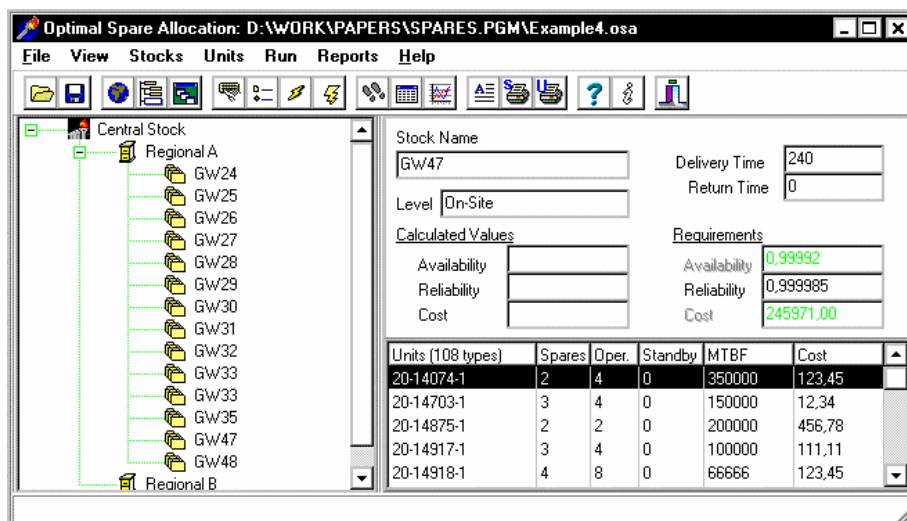 Optimal Spare Allocation: D:\WORK\PAPERS\SPARES.PGM\Example4.osa
File View Stocks Units Run Reports Help
Central Stock
Regional A
GW24
GW25
GW26
GW27
GW28
GW29
GW30
GW31
GW32
GW33
GW33
GW35
GW47
GW48
Regional B
Stock Name
GW47
Delivery Time 240
Return Time 0
Level On-Site
Calculated Values Requirements
Availability Availability 0,99992
Reliability Reliability 0,999985
Cost Cost 245971,00
Units (108 types) Spares Oper. Standby MTBF Cost
20-14074-1 2 4 0 350000 123,45
20-14703-1 3 4 0 150000 12,34
20-14875-1 2 2 0 200000 456,78
20-14917-1 3 4 0 100000 111,11
20-14918-1 4 8 0 66666 123,45